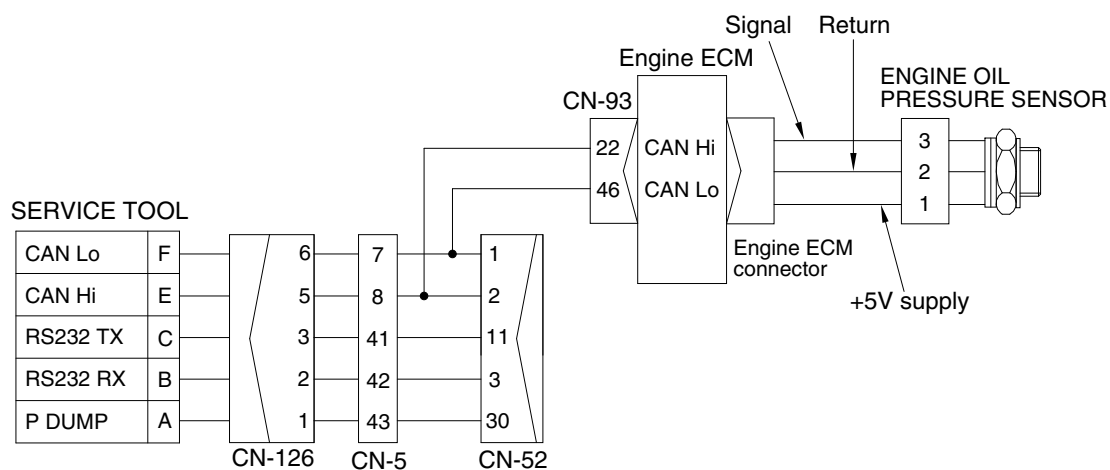 Signal Return
Engine ECM
ENGINE OIL
PRESSURE SENSOR
CN-93
22 CAN Hi 3
46 CAN Lo 2
1
Engine ECM
connector
+5V supply
SERVICE TOOL
CAN Lo F 6 7 1
CAN Hi E 5 8 2
RS232 TX C 3 41 11
RS232 RX B 2 42 3
P DUMP A 1 43 30
CN-126 CN-5 CN-52